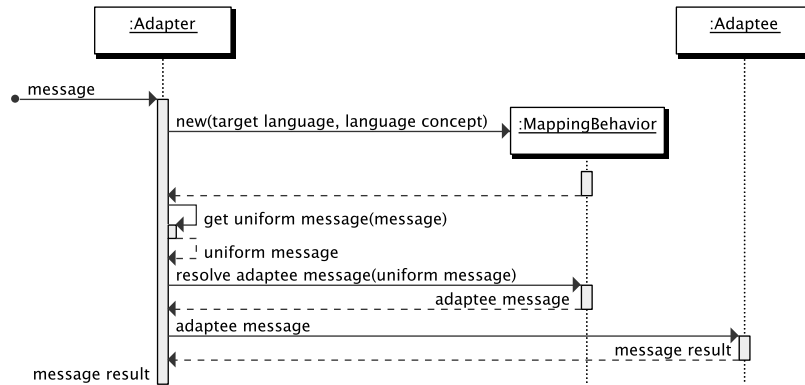 :Adapter
:Adaptee
message
new(target language, language concept)
:MappingBehavior
get uniform message(message)
uniform message
resolve adaptee message(uniform message)
adaptee message
adaptee message
message result
message result